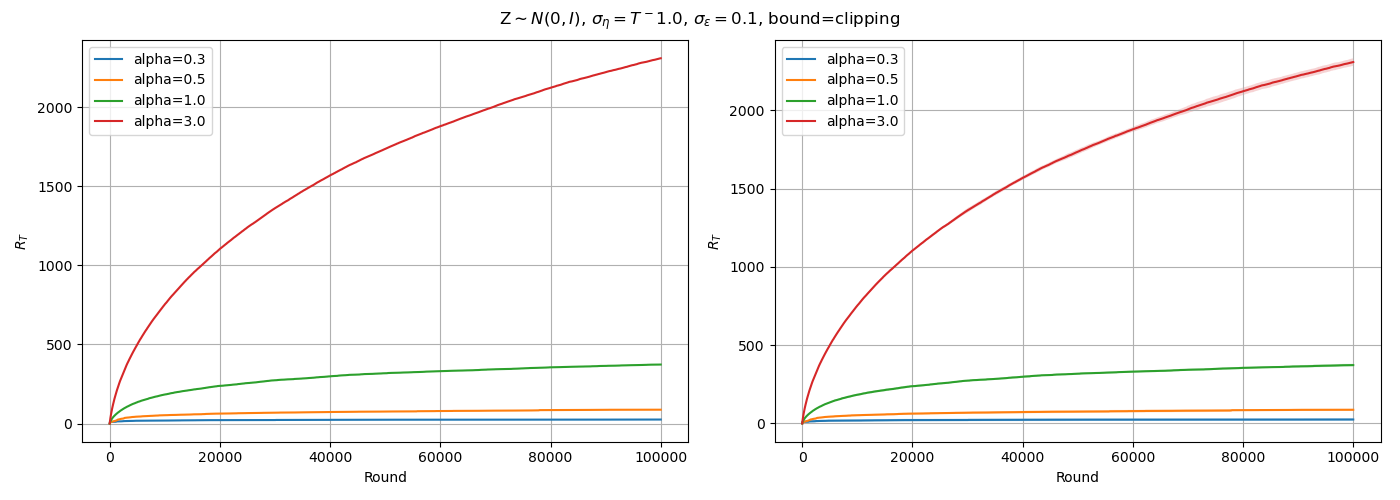 Z ∼ N(0, I), σ_η = T⁻1.0, σ_ε = 0.1, bound=clipping
alpha=0.3
alpha=0.5
alpha=1.0
alpha=3.0
2000
1500
1000
500
0
R_T
0 20000 40000 60000 80000 100000
Round
alpha=0.3
alpha=0.5
alpha=1.0
alpha=3.0
2000
1500
1000
500
0
R_T
0 20000 40000 60000 80000 100000
Round